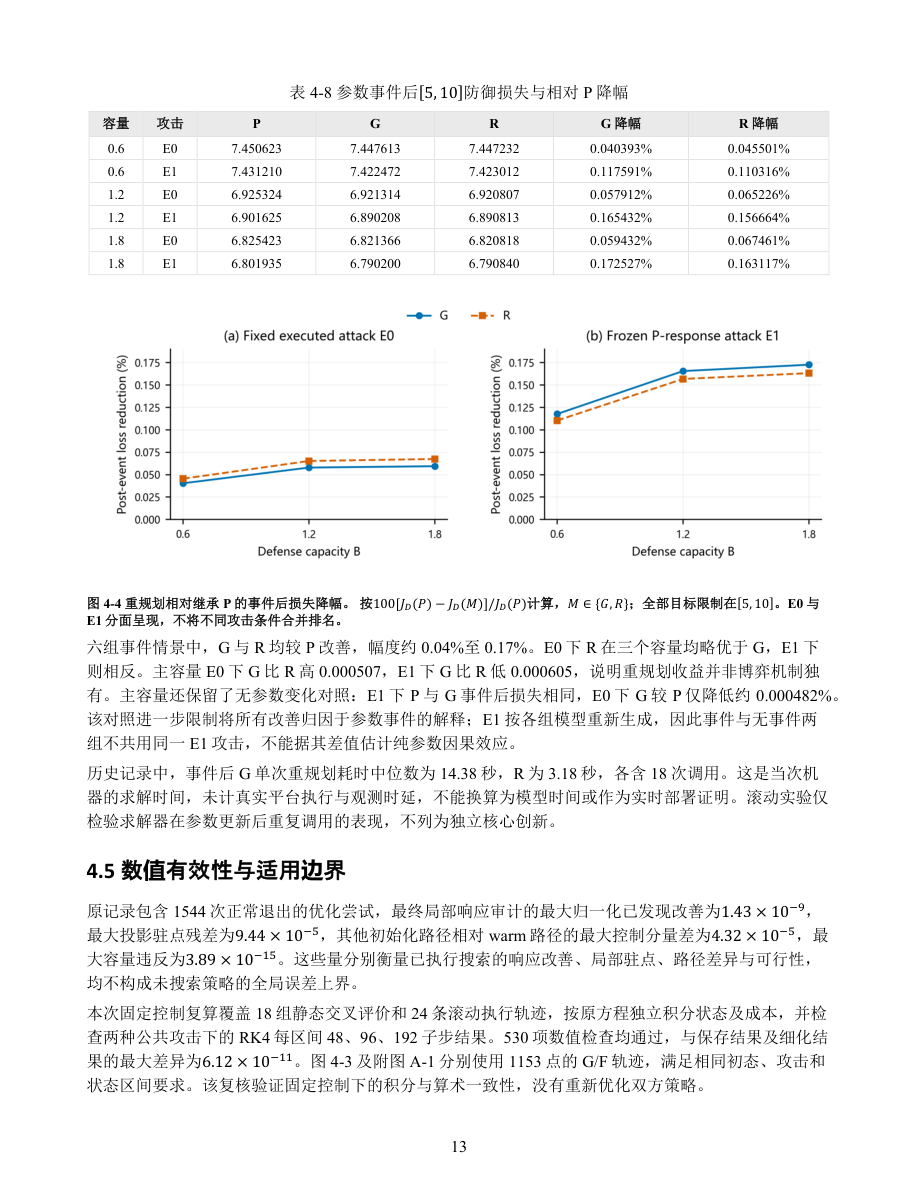 表 4-8 参数事件后[5, 10]防御损失与相对 P 降幅
容量 攻击 P G R G 降幅 R 降幅
0.6 E0 7.450623 7.447613 7.447232 0.040393% 0.045501%
0.6 E1 7.431210 7.422472 7.423012 0.117591% 0.110316%
1.2 E0 6.925324 6.921314 6.920807 0.057912% 0.065226%
1.2 E1 6.901625 6.890208 6.890813 0.165432% 0.156664%
1.8 E0 6.825423 6.821366 6.820818 0.059432% 0.067461%
1.8 E1 6.801935 6.790200 6.790840 0.172527% 0.163117%
G R
(a) Fixed executed attack E0
Post-event loss reduction (%)
0.175
0.150
0.125
0.100
0.075
0.050
0.025
0.000
0.6 1.2 1.8
Defense capacity B
(b) Frozen P-response attack E1
Post-event loss reduction (%)
0.175
0.150
0.125
0.100
0.075
0.050
0.025
0.000
0.6 1.2 1.8
Defense capacity B
图 4-4 重规划相对继承 P 的事件后损失降幅。 按100[J_D(P) − J_D(M)]/J_D(P)计算，M ∈ {G, R}；全部目标限制在[5, 10]。E0 与
E1 分面呈现，不将不同攻击条件合并排名。
六组事件情景中，G 与 R 均较 P 改善，幅度约 0.04%至 0.17%。E0 下 R 在三个容量均略优于 G，E1 下
则相反。主容量 E0 下 G 比 R 高 0.000507，E1 下 G 比 R 低 0.000605，说明重规划收益并非博弈机制独
有。主容量还保留了无参数变化对照：E1 下 P 与 G 事件后损失相同，E0 下 G 较 P 仅降低约 0.000482%。
该对照进一步限制将所有改善归因于参数事件的解释；E1 按各组模型重新生成，因此事件与无事件两
组不共用同一 E1 攻击，不能据其差值估计纯参数因果效应。
历史记录中，事件后 G 单次重规划耗时中位数为 14.38 秒，R 为 3.18 秒，各含 18 次调用。这是当次机
器的求解时间，未计真实平台执行与观测时延，不能换算为模型时间或作为实时部署证明。滚动实验仅
检验求解器在参数更新后重复调用的表现，不列为独立核心创新。
4.5 数值有效性与适用边界
原记录包含 1544 次正常退出的优化尝试，最终局部响应审计的最大归一化已发现改善为1.43 × 10⁻⁹，
最大投影驻点残差为9.44 × 10⁻⁵，其他初始化路径相对 warm 路径的最大控制分量差为4.32 × 10⁻⁵，最
大容量违反为3.89 × 10⁻¹⁵。这些量分别衡量已执行搜索的响应改善、局部驻点、路径差异与可行性，
均不构成未搜索策略的全局误差上界。
本次固定控制复算覆盖 18 组静态交叉评价和 24 条滚动执行轨迹，按原方程独立积分状态及成本，并检
查两种公共攻击下的 RK4 每区间 48、96、192 子步结果。530 项数值检查均通过，与保存结果及细化结
果的最大差异为6.12 × 10⁻¹¹。图 4-3 及附图 A-1 分别使用 1153 点的 G/F 轨迹，满足相同初态、攻击和
状态区间要求。该复核验证固定控制下的积分与算术一致性，没有重新优化双方策略。
13